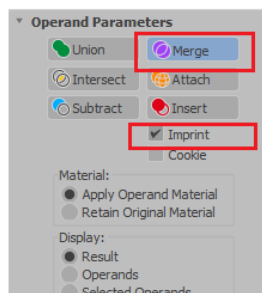 Operand Parameters
Union Merge
Intersect Attach
Subtract Insert
Imprint
Cookie
Material:
Apply Operand Material
Retain Original Material
Display:
Result
Operands
Selected Operands